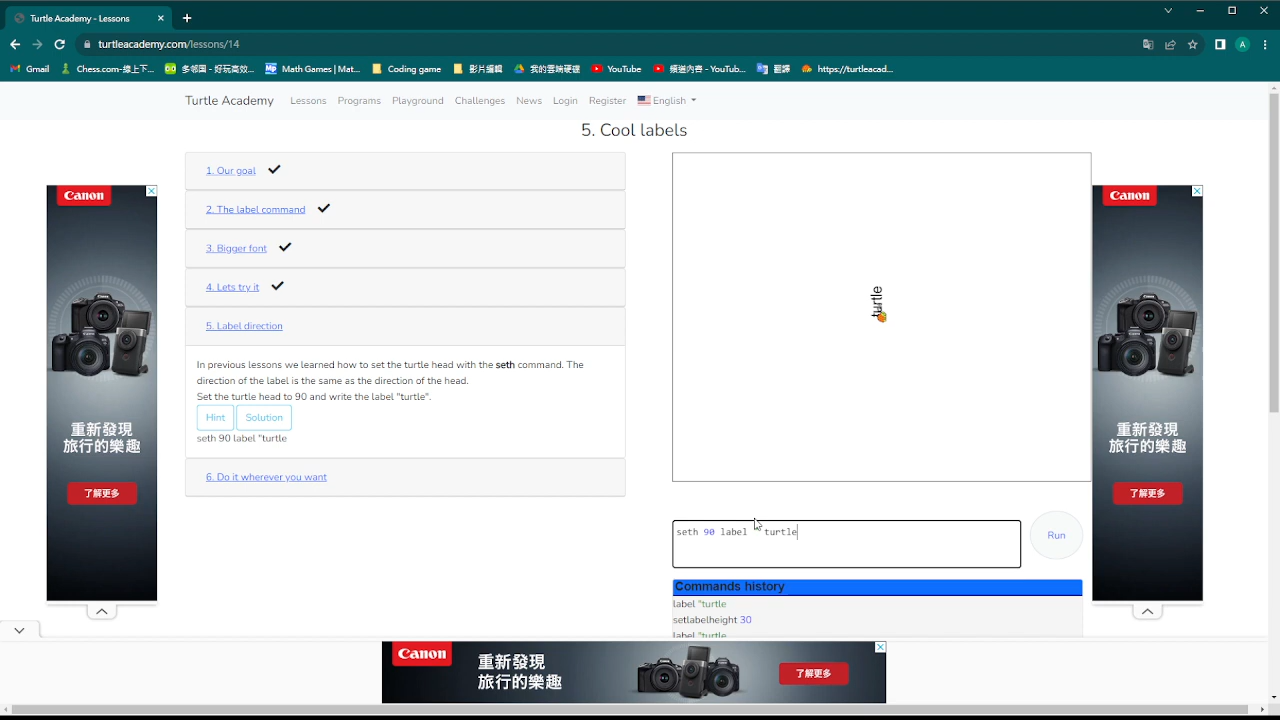 Turtle Academy - Lessons
turtleacademy.com/lessons/14
Gmail
Chess.com-線上下...
多邻国 - 好玩高效...
Math Games | Mat...
Coding game
影片編輯
我的雲端硬碟
YouTube
頻道內容 - YouTub...
翻譯
https://turtleacad...
Turtle Academy
Lessons
Programs
Playground
Challenges
News
Login
Register
English
5. Cool labels
1. Our goal
2. The label command
3. Bigger font
4. Lets try it
5. Label direction
In previous lessons we learned how to set the turtle head with the seth command. The
direction of the label is the same as the direction of the head.
Set the turtle head to 90 and write the label "turtle".
Hint
Solution
seth 90 label "turtle
6. Do it wherever you want
turtle
seth 90 label " turtle
Run
Commands history
label "turtle
setlabelheight 30
label "turtle
Canon
重新發現
旅行的樂趣
了解更多
Canon
重新發現
旅行的樂趣
了解更多
Canon
重新發現
旅行的樂趣
了解更多